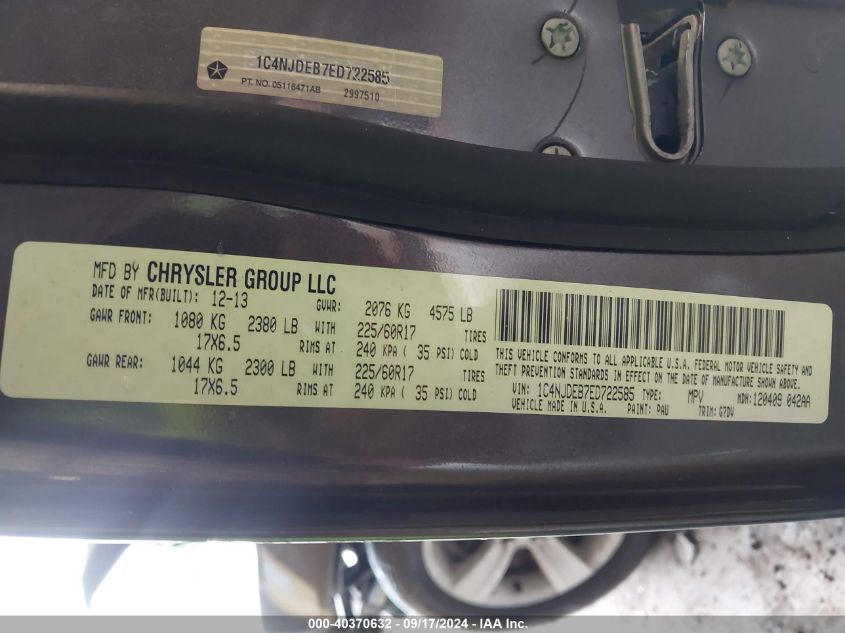 1C4NJDEB7ED722585
PT. NO. 05116471AB 2997510
MFD BY CHRYSLER GROUP LLC
DATE OF MFR(BUILT): 12-13 GVWR: 2076 KG 4575 LB
GAWR FRONT: 1080 KG 2380 LB WITH 225/60R17 TIRES
17X6.5 RIMS AT 240 KPA ( 35 PSI) COLD
GAWR REAR: 1044 KG 2300 LB WITH 225/60R17 TIRES
17X6.5 RIMS AT 240 KPA ( 35 PSI) COLD
THIS VEHICLE CONFORMS TO ALL APPLICABLE U.S.A. FEDERAL MOTOR VEHICLE SAFETY AND
THEFT PREVENTION STANDARDS IN EFFECT ON THE DATE OF MANUFACTURE SHOWN ABOVE.
VIN: 1C4NJDEB7ED722585 TYPE: MPV MDH: 120409 042AA
VEHICLE MADE IN U.S.A. PAINT: PAU TRIM: G7DV
000-40370632 - 09/17/2024 - IAA Inc.